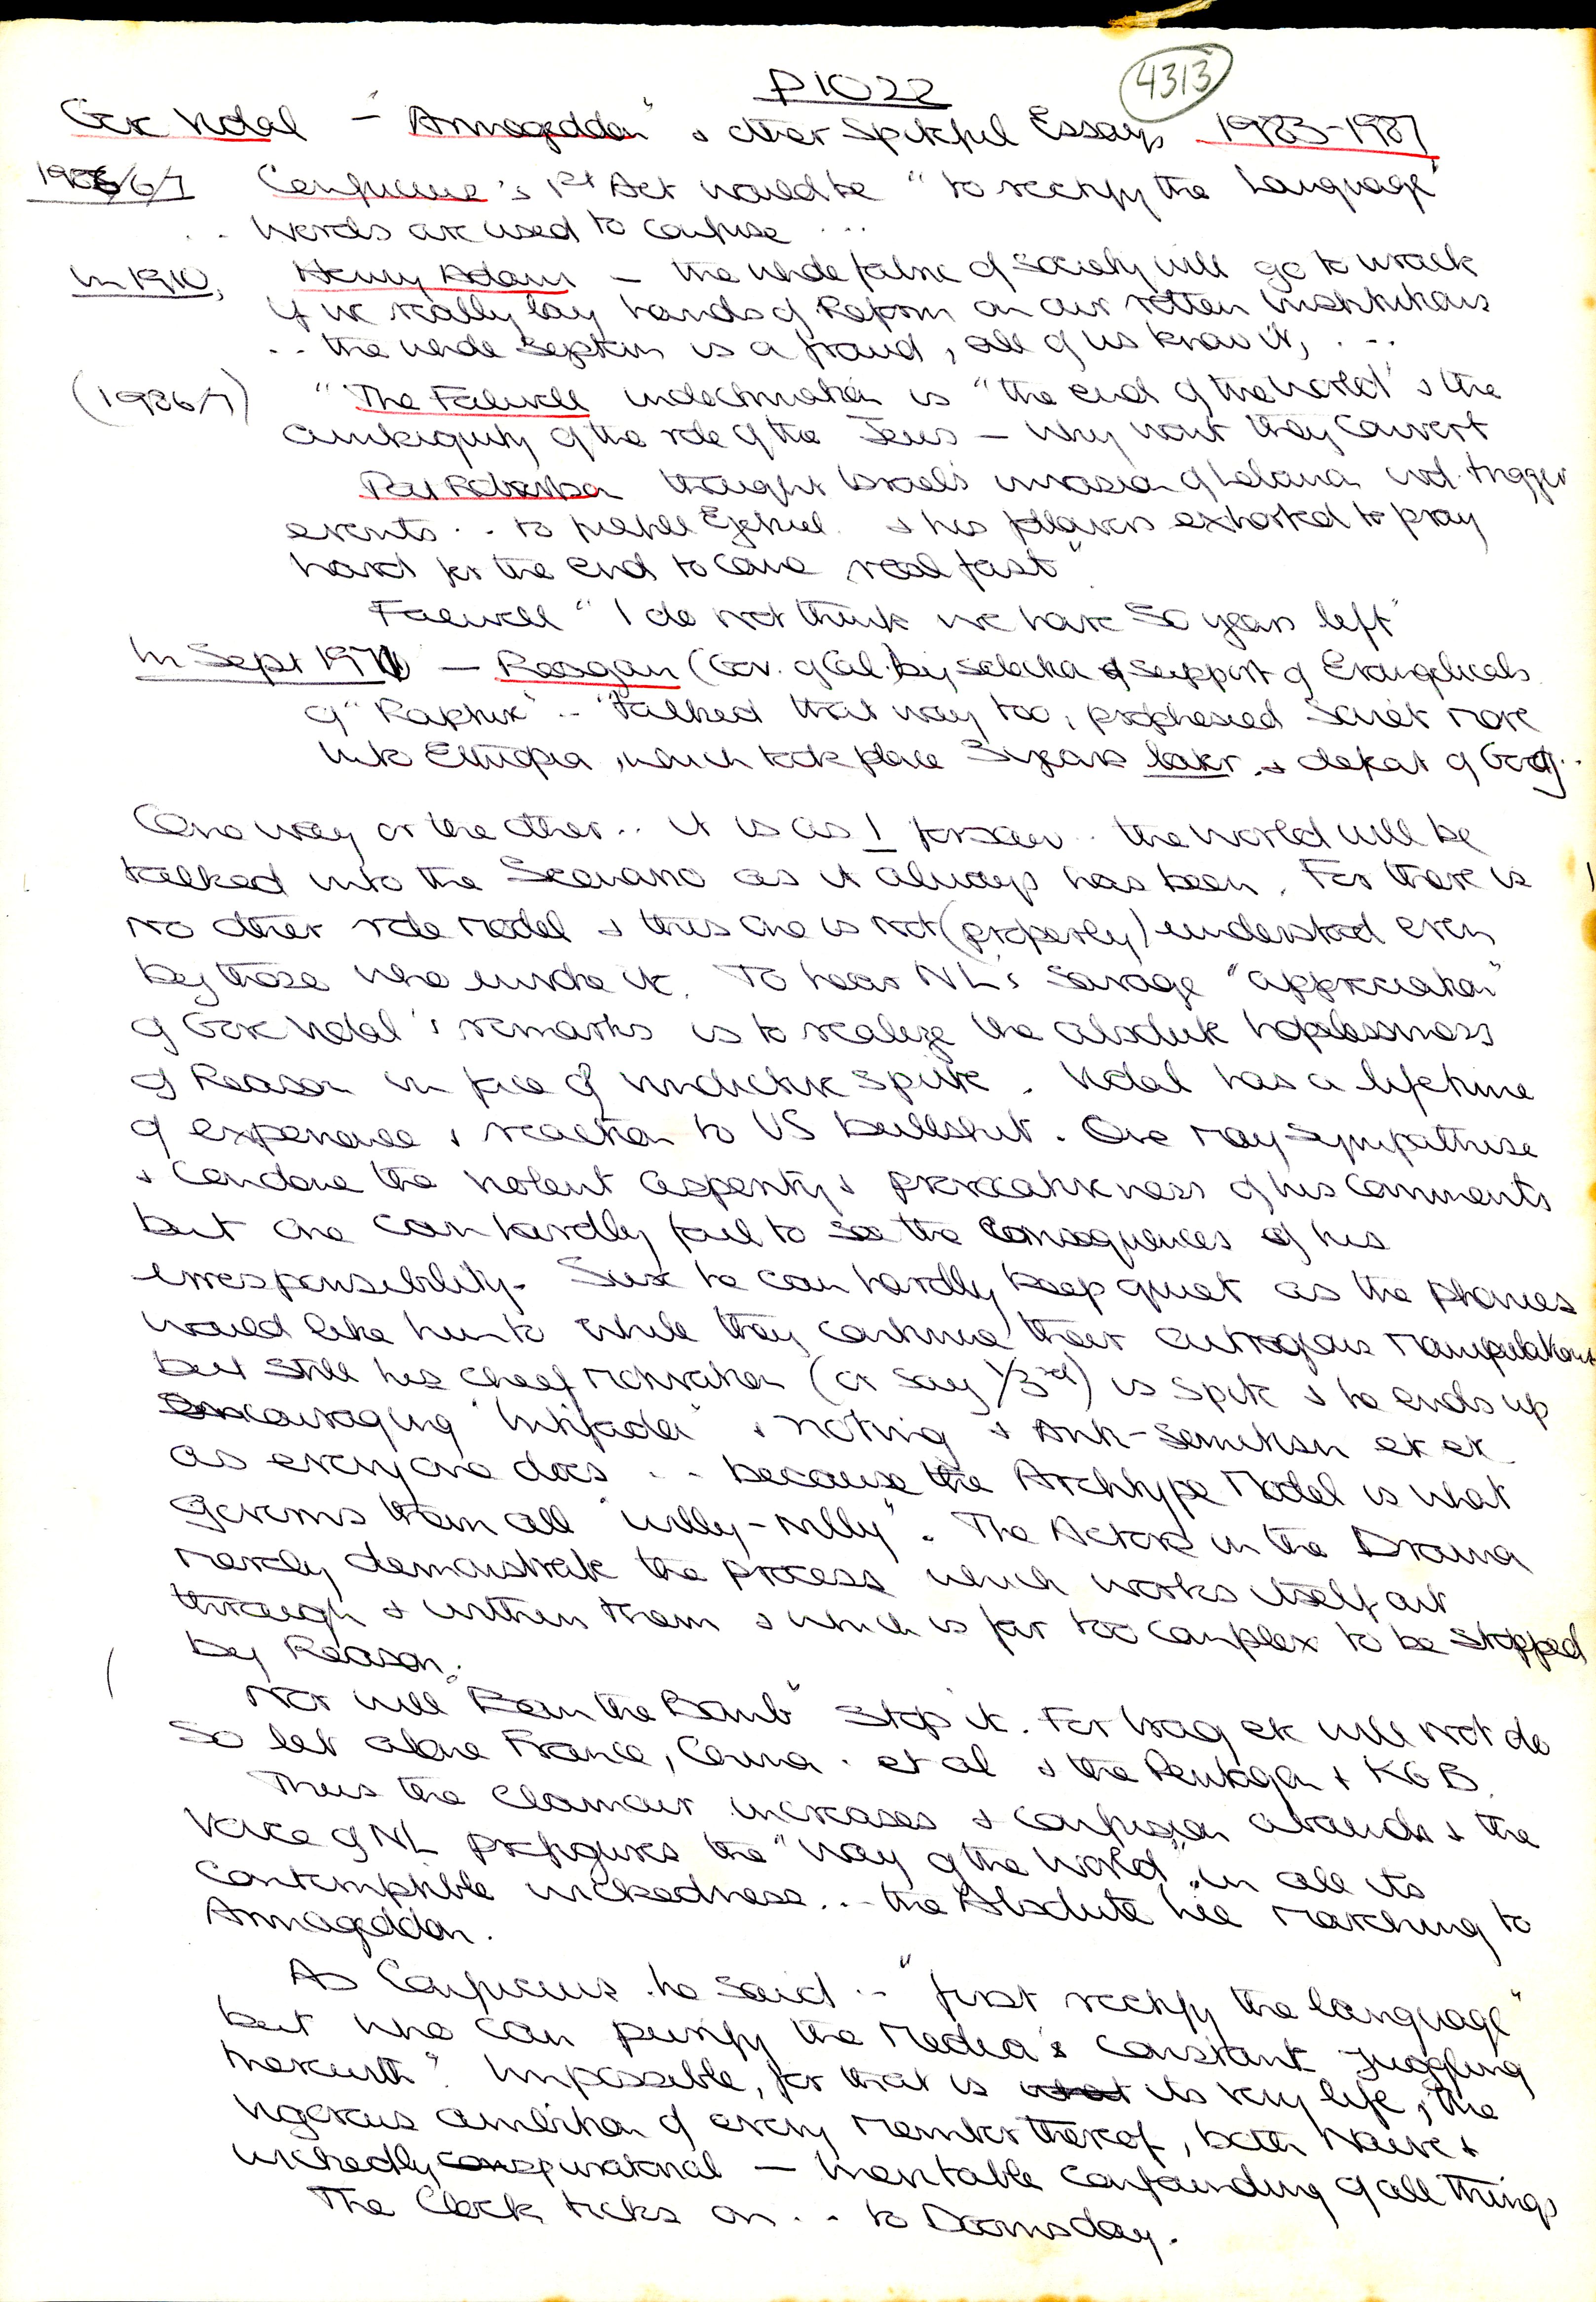 P1022
4313
Gore Vidal – "Armageddon" & other Spiteful Essays 1983-1987
1986/7 Confucius's 1st Act would be "to rectify the Language"
.. Words are used to confuse ...
In 1910, Henry Adams – the whole fabric of society will go to wrack
if we really lay hands of Reform on our rotten Institutions
.. the whole System is a fraud, all of us know it, ...
(1986/7) "The Falwell indoctrination is "the end of the World" & the
ambiguity of the role of the Jews – Why wont they Convert
Pat Robertson thought Israel's invasion of Lebanon wd. trigger
events .. to fulfill Ezekiel. & his followers exhorted to pray
hard for the end to come real fast"
Falwell "I do not think we have 50 years left"
In Sept 1971 – Reagan (Gov. of Cal. by selection & support of Evangelicals
of "Rapture" .. "talked that way too, prophesied Soviet move
into Ethiopia, which took place 3 years later & defeat of Gog..
One way or the other .. it is as I forsaw .. the world will be
talked into the Scenario as it always has been. For there is
no other role model & this one is not (properly) understood even
by those who invoke it. To hear NL's Savage "appreciation"
of Gore Vidal's remarks is to realize the absolute hopelessness
of Reason in face of vindictive spite. Vidal has a lifetime
of experience & reaction to US bullshit. One may sympathise
& Condone the violent asperity & provocativeness of his comments
but one can hardly fail to see the Consequences of his
irresponsibility. Sure he can hardly keep quiet as the phonies
would like him to while they continue their outrageous manipulations
but still his cheef motivation (or say 1/3rd) is spite & he ends up
encouraging "Intifada" & rioting & Anti-Semitism et et
as everyone does ... because the Archtype Model is what
governs them all "willy-nilly". The Actors in the Drama
merely demonstrate the process which works itself out
through & within them & which is far too complex to be stopped
by Reason.
Nor will "Ban the Bomb" stop it. For Iraq etc will not do
so let alone France, China. et al & the Pentagon & KGB.
Thus the Clamour increases & confusion abounds & the
Voice of NL prefigures the "Way of the World", in all its
contemptible wickedness... the Absolute lie marching to
Armageddon.
As Confucius he said .. "first rectify the language"
but who can purify the Media's constant juggling
therewith? Impossible, for that is its very life, the
vigorous ambition of every member thereof, both naive &
wickedly conspiratorial – Inevitable confounding of all things
The Clock ticks on .. to Doomsday.